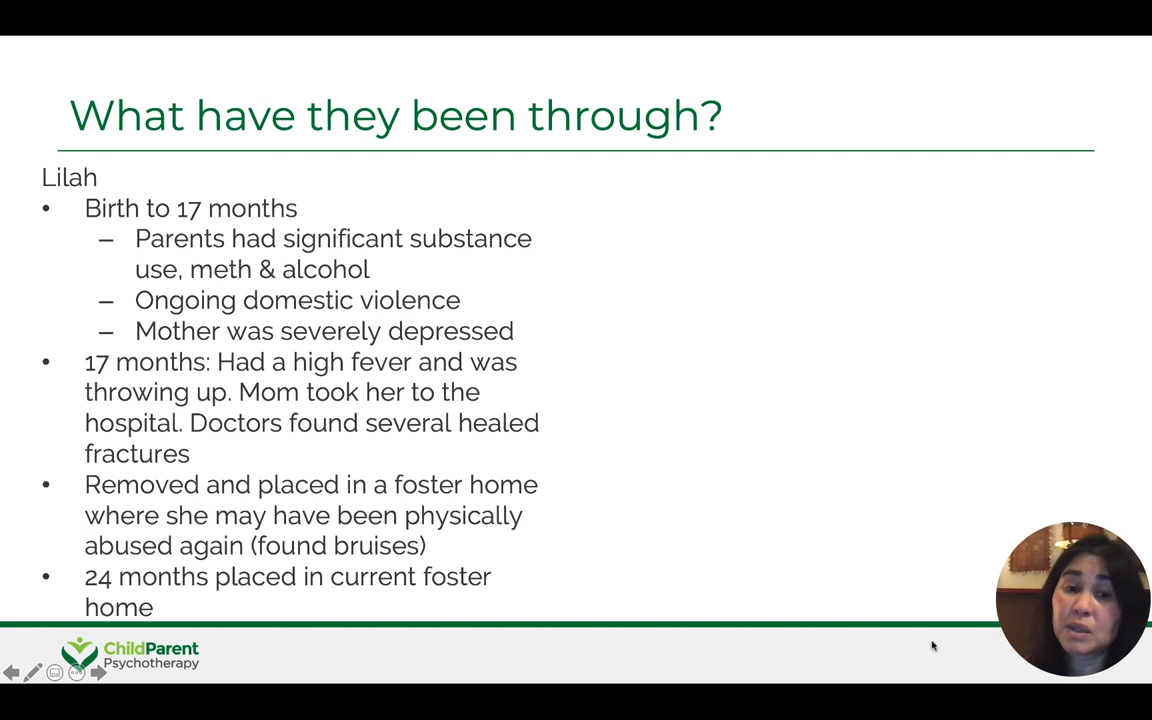 What have they been through?
Lilah
• Birth to 17 months
– Parents had significant substance
use, meth & alcohol
– Ongoing domestic violence
– Mother was severely depressed
• 17 months: Had a high fever and was
throwing up. Mom took her to the
hospital. Doctors found several healed
fractures
• Removed and placed in a foster home
where she may have been physically
abused again (found bruises)
• 24 months placed in current foster
home
ChildParent
Psychotherapy